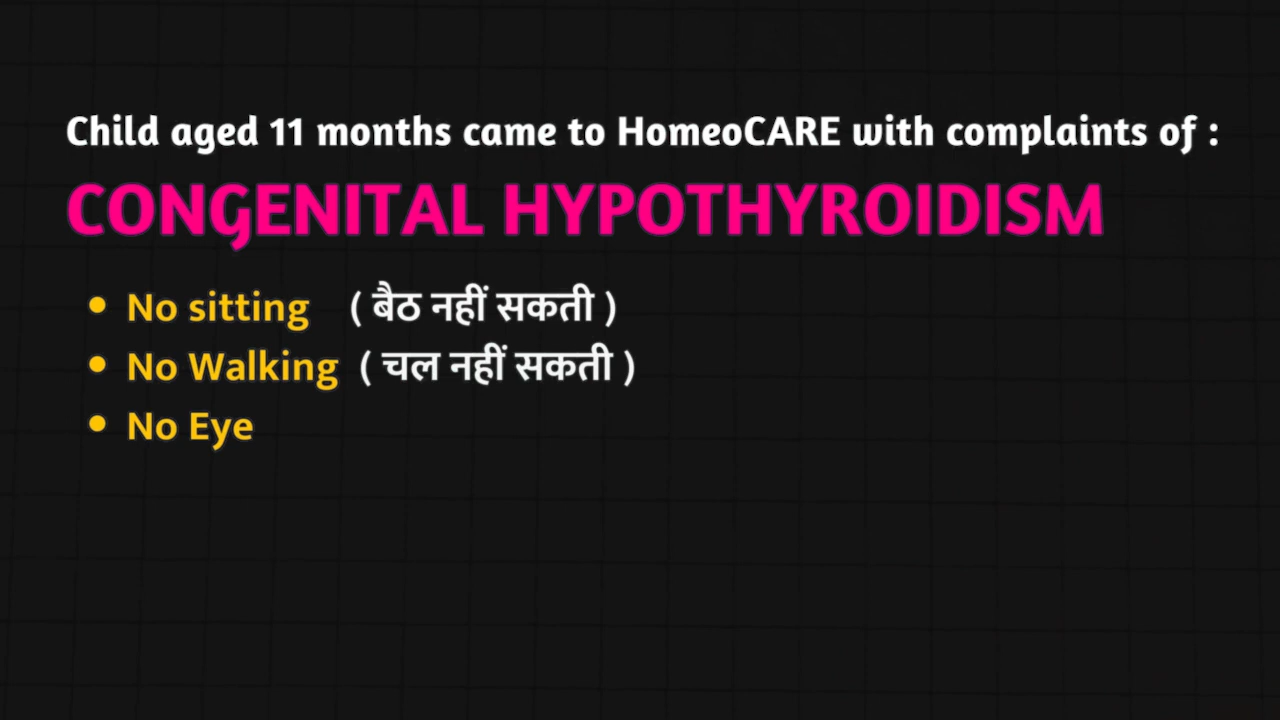 Child aged 11 months came to HomeoCARE with complaints of :
CONGENITAL HYPOTHYROIDISM
• No sitting ( बैठ नहीं सकती )
• No Walking ( चल नहीं सकती )
• No Eye